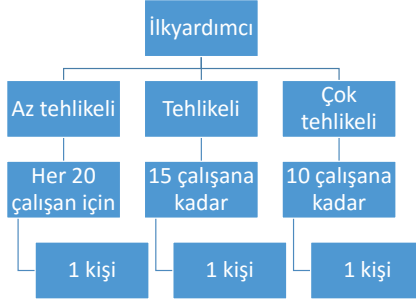 İlkyardımcı
Az tehlikeli
Tehlikeli
Çok
tehlikeli
Her 20
çalışan için
15 çalışana
kadar
10 çalışana
kadar
1 kişi
1 kişi
1 kişi